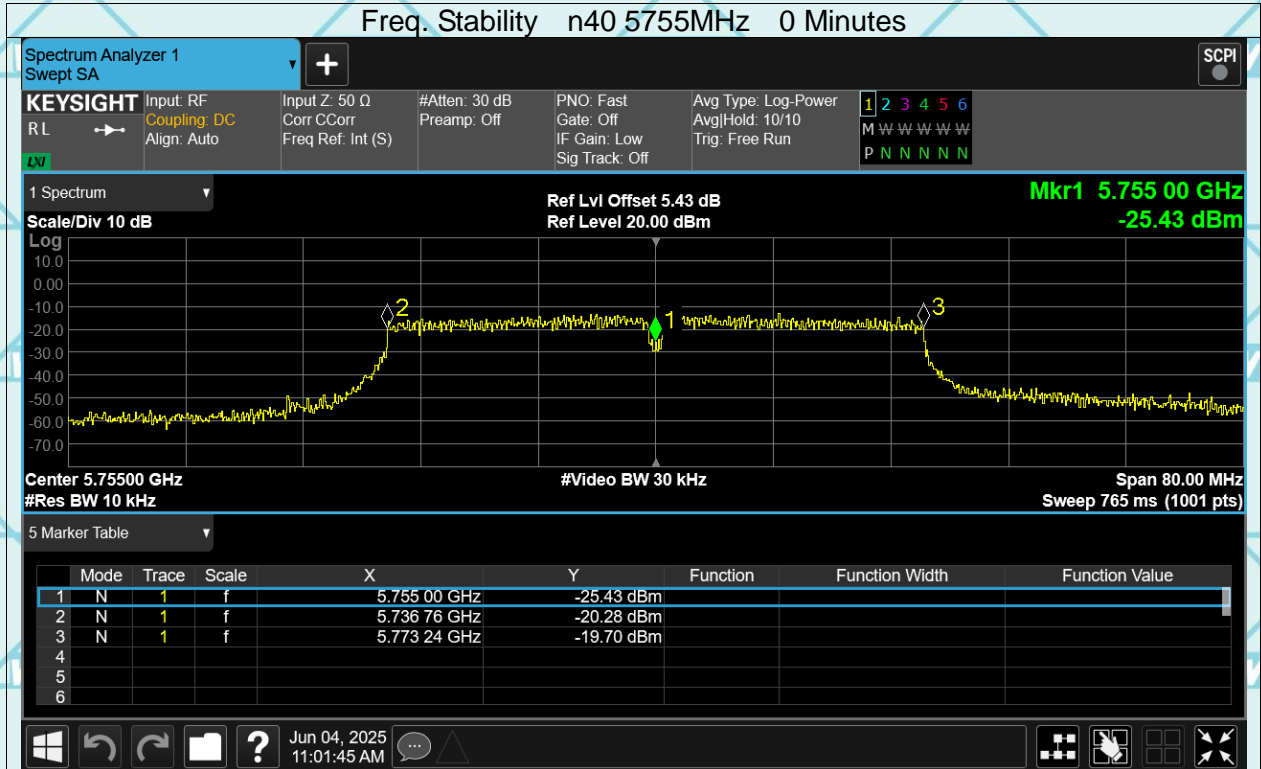 Freq. Stability n40 5755MHz 0 Minutes
Spectrum Analyzer 1
Swept SA
+
SCPI
KEYSIGHT
RL
LXI
Input: RF
Coupling: DC
Align: Auto
Input Z: 50 Ω
Corr CCorr
Freq Ref: Int (S)
#Atten: 30 dB
Preamp: Off
PNO: Fast
Gate: Off
IF Gain: Low
Sig Track: Off
Avg Type: Log-Power
Avg|Hold: 10/10
Trig: Free Run
1 2 3 4 5 6
M W W W W W
P N N N N N
1 Spectrum
Scale/Div 10 dB
Ref Lvl Offset 5.43 dB
Ref Level 20.00 dBm
Mkr1 5.755 00 GHz
-25.43 dBm
Log
10.0
0.00
-10.0
-20.0
-30.0
-40.0
-50.0
-60.0
-70.0
2
1
3
Center 5.75500 GHz
#Res BW 10 kHz
#Video BW 30 kHz
Span 80.00 MHz
Sweep 765 ms (1001 pts)
5 Marker Table
Mode Trace Scale X Y Function Function Width Function Value
1 N 1 f 5.755 00 GHz -25.43 dBm
2 N 1 f 5.736 76 GHz -20.28 dBm
3 N 1 f 5.773 24 GHz -19.70 dBm
4
5
6
?
Jun 04, 2025
11:01:45 AM